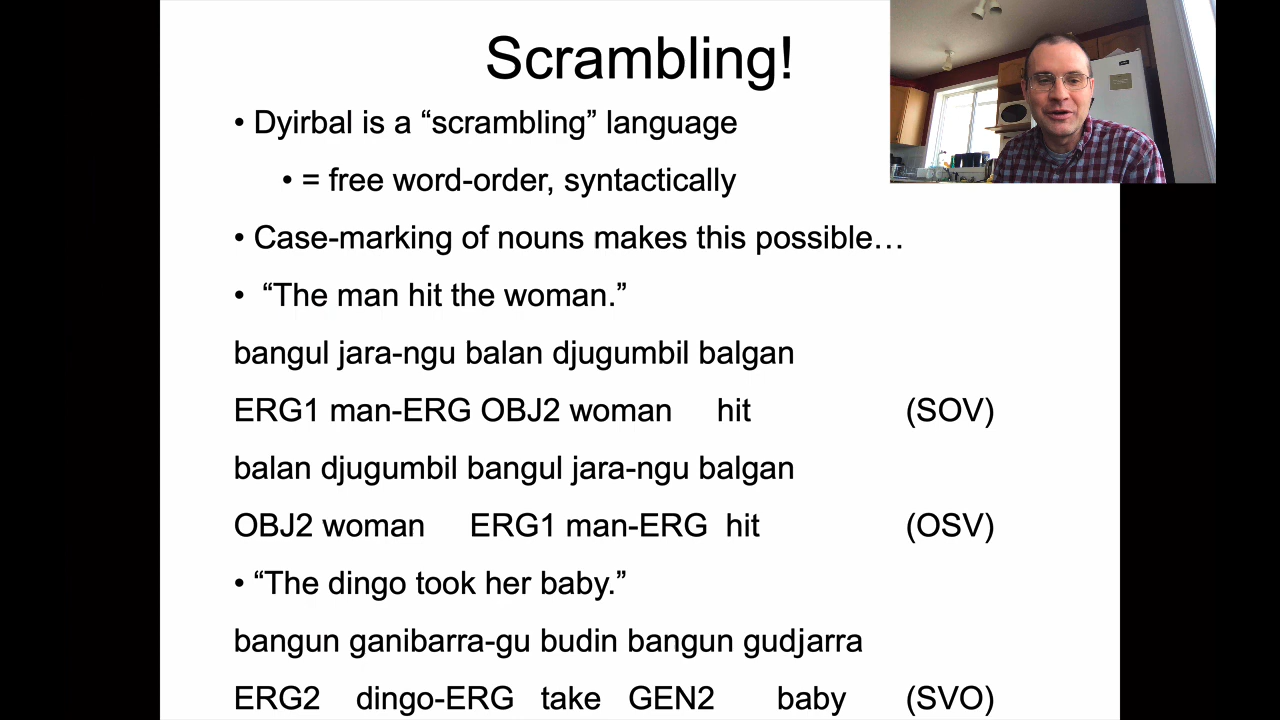 Scrambling!
• Dyirbal is a “scrambling” language
• = free word-order, syntactically
• Case-marking of nouns makes this possible…
• “The man hit the woman.”
bangul jara-ngu balan djugumbil balgan
ERG1 man-ERG OBJ2 woman hit (SOV)
balan djugumbil bangul jara-ngu balgan
OBJ2 woman ERG1 man-ERG hit (OSV)
• “The dingo took her baby.”
bangun ganibarra-gu budin bangun gudjarra
ERG2 dingo-ERG take GEN2 baby (SVO)